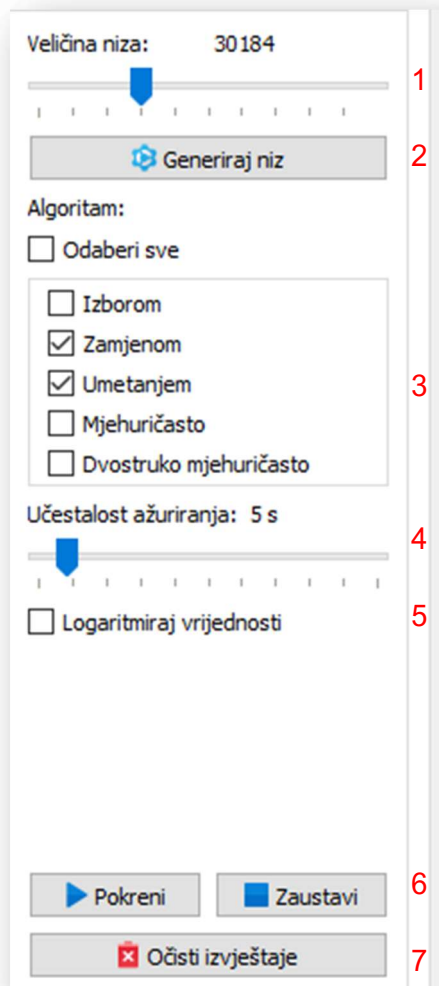 Veličina niza: 30184
1
Generiraj niz 2
Algoritam:
Odaberi sve
Izborom
Zamjenom
Umetanjem 3
Mjehuričasto
Dvostruko mjehuričasto
Učestalost ažuriranja: 5 s
4
Logaritmiraj vrijednosti 5
Pokreni Zaustavi 6
Očisti izvještaje 7